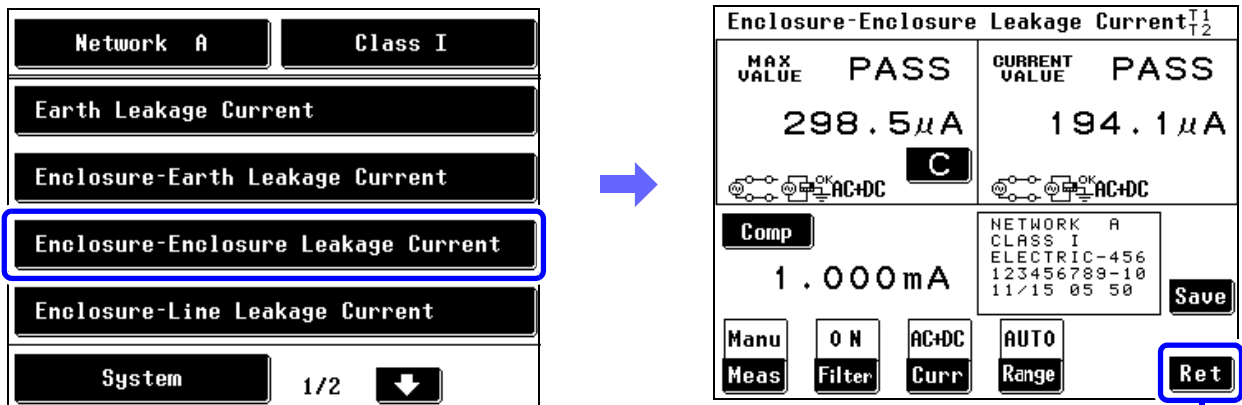 Network A Class I
Earth Leakage Current
Enclosure-Earth Leakage Current
Enclosure-Enclosure Leakage Current
Enclosure-Line Leakage Current
System 1/2
Enclosure-Enclosure Leakage Current T1 T2
MAX VALUE PASS CURRENT VALUE PASS
298.5μA 194.1μA
C
OK AC+DC OK AC+DC
Comp
1.000mA
NETWORK A
CLASS I
ELECTRIC-456
123456789-10
11/15 05 50
Save
Manu ON AC+DC AUTO
Meas Filter Curr Range Ret